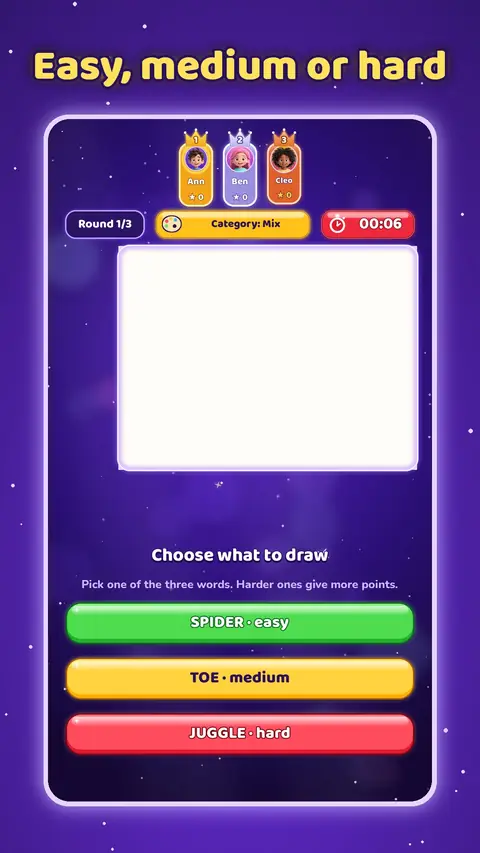 Easy, medium or hard
1 2 3
Ann Ben Cleo
★ 0 ★ 0 ★ 0
Round 1/3 Category: Mix 00:06
Choose what to draw
Pick one of the three words. Harder ones give more points.
SPIDER · easy
TOE · medium
JUGGLE · hard